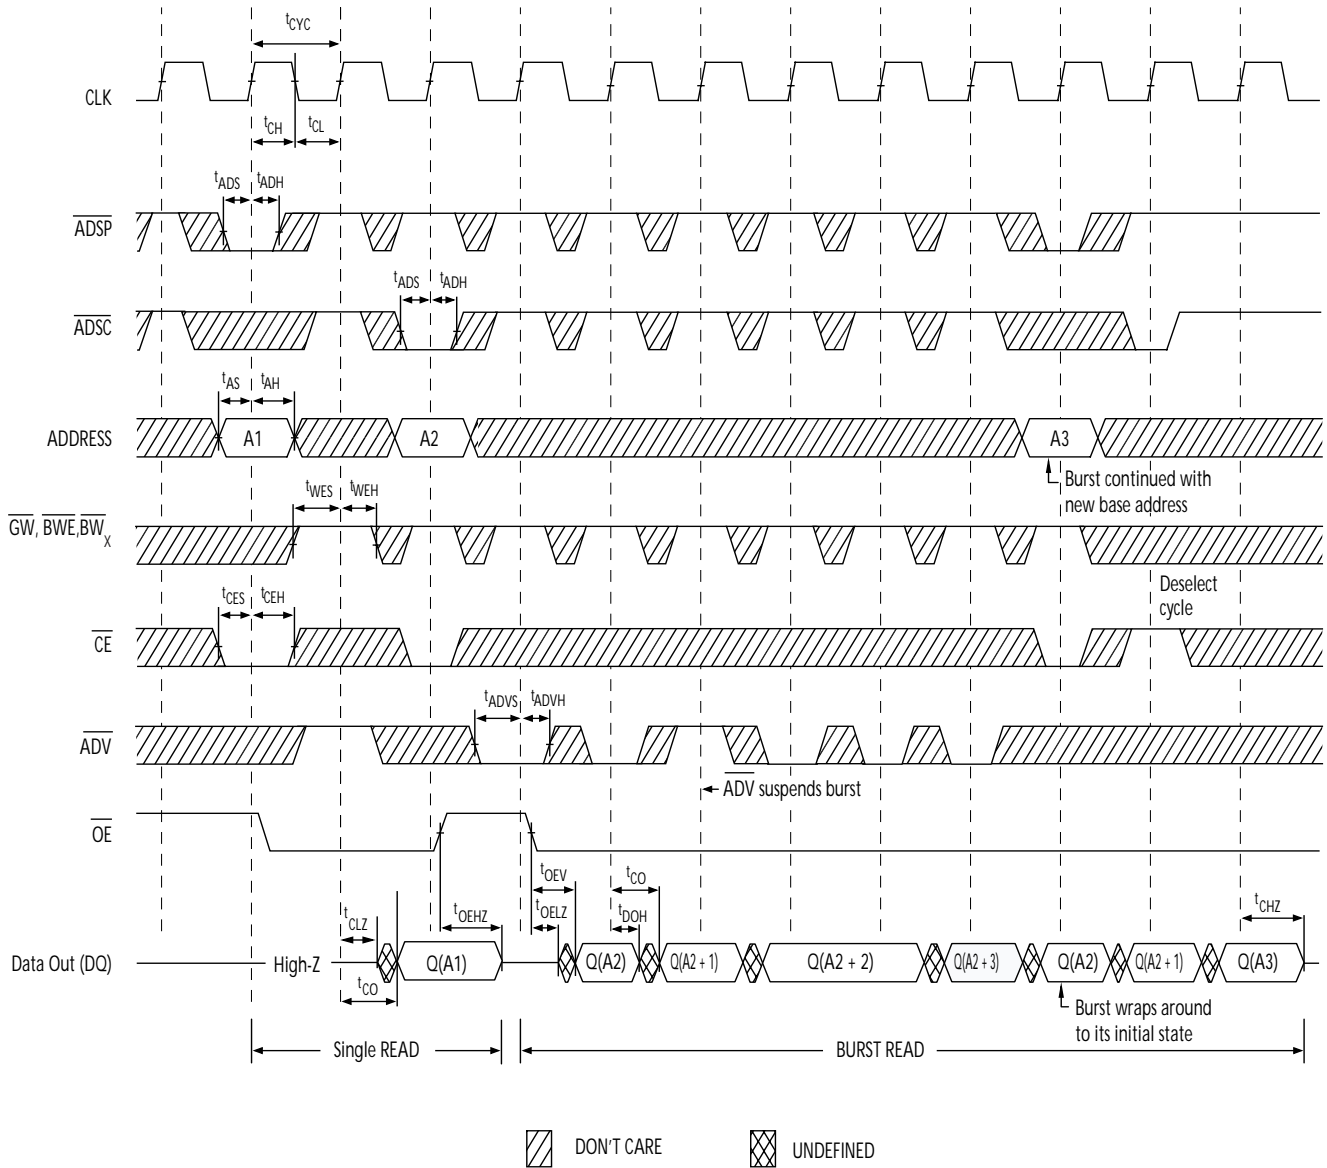 tCYC
CLK
tCH
tCL
tADS
tADH
ADSP
tADS
tADH
ADSC
tAS
tAH
ADDRESS
A1
A2
A3
Burst continued with
new base address
tWES
tWEH
GW, BWE,BWX
Deselect
cycle
tCES
tCEH
CE
tADVS
tADVH
ADV
ADV suspends burst
OE
tOEV
tCO
tCLZ
tOEHZ
tOELZ
tDOH
tCHZ
Data Out (DQ)
High-Z
Q(A1)
Q(A2)
Q(A2 + 1)
Q(A2 + 2)
Q(A2 + 3)
Q(A2)
Q(A2 + 1)
Q(A3)
tCO
Burst wraps around
to its initial state
Single READ
BURST READ
DON'T CARE
UNDEFINED